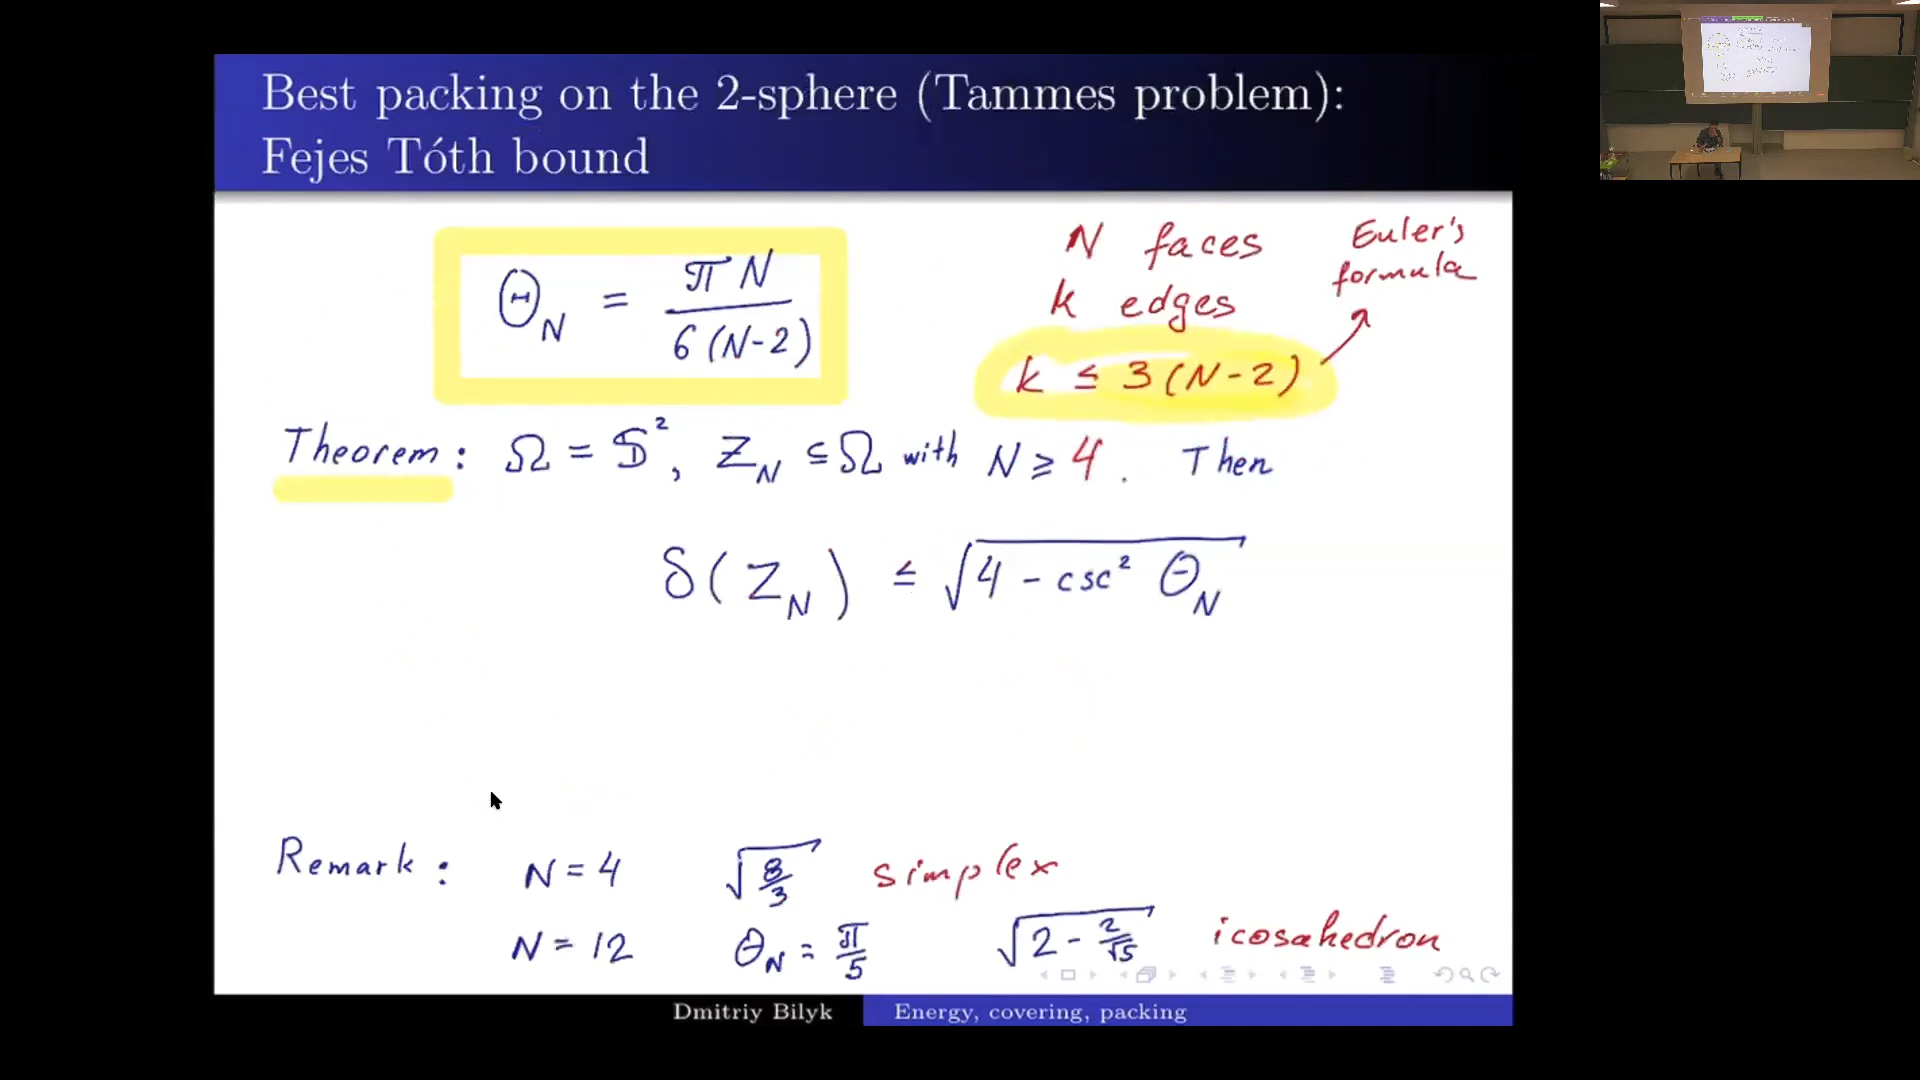 Best packing on the 2-sphere (Tammes problem):
Fejes Tóth bound
Θ_N = πN / 6(N-2)
N faces
k edges
k ≤ 3(N-2)
Euler's
formula
Theorem: Ω = 𝕊², Z_N ⊆ Ω with N ≥ 4. Then
δ(Z_N) ≤ √(4 - csc² Θ_N)
Remark: N = 4 √(8/3) simplex
N = 12 Θ_N = π/5 √(2 - 2/√5) icosahedron
Dmitriy Bilyk Energy, covering, packing